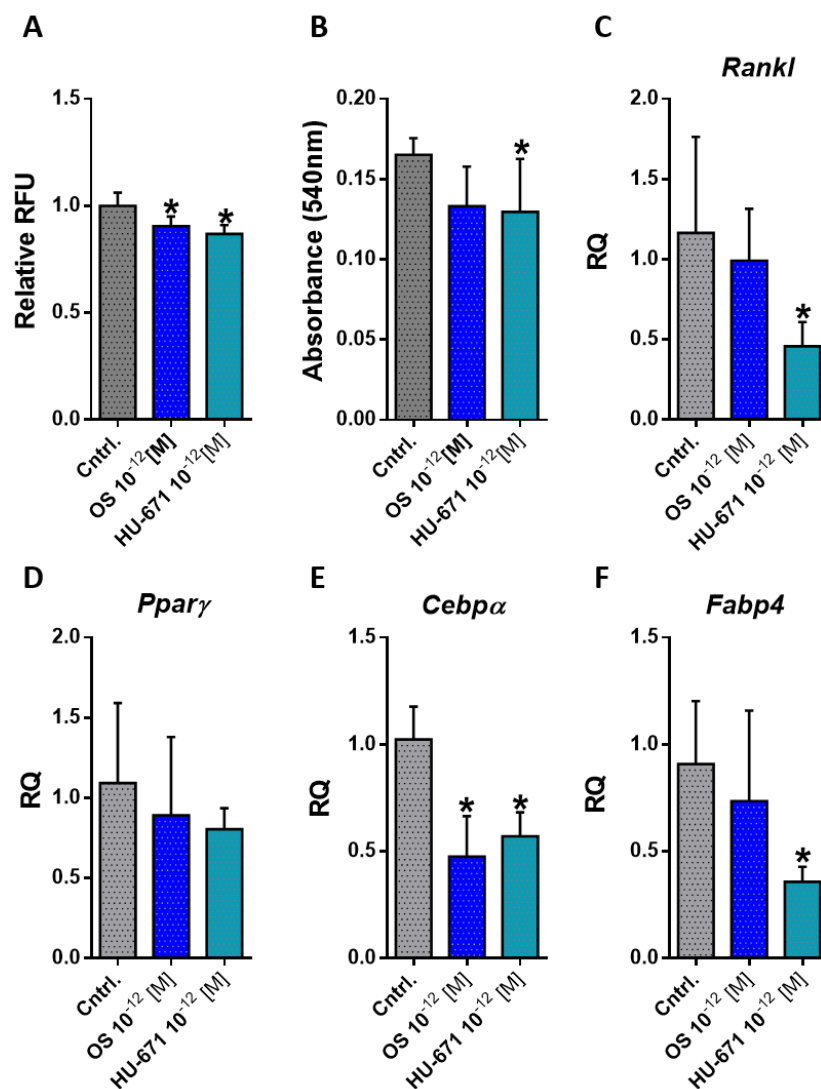 A
Relative RFU
1.5
1.0
0.5
0.0
*
*
Cntrl.
OS 10⁻¹²[M]
HU-671 10⁻¹²[M]
B
Absorbance (540nm)
0.20
0.15
0.10
0.05
0.00
*
Cntrl.
OS 10⁻¹²[M]
HU-671 10⁻¹² [M]
C
Rankl
RQ
2.0
1.5
1.0
0.5
0.0
*
Cntrl.
OS 10⁻¹² [M]
HU-671 10⁻¹² [M]
D
Pparγ
RQ
2.0
1.5
1.0
0.5
0.0
Cntrl.
OS 10⁻¹² [M]
HU-671 10⁻¹² [M]
E
Cebpα
RQ
1.5
1.0
0.5
0.0
*
*
Cntrl.
OS 10⁻¹² [M]
HU-671 10⁻¹² [M]
F
Fabp4
RQ
1.5
1.0
0.5
0.0
*
Cntrl.
OS 10⁻¹² [M]
HU-671 10⁻¹² [M]